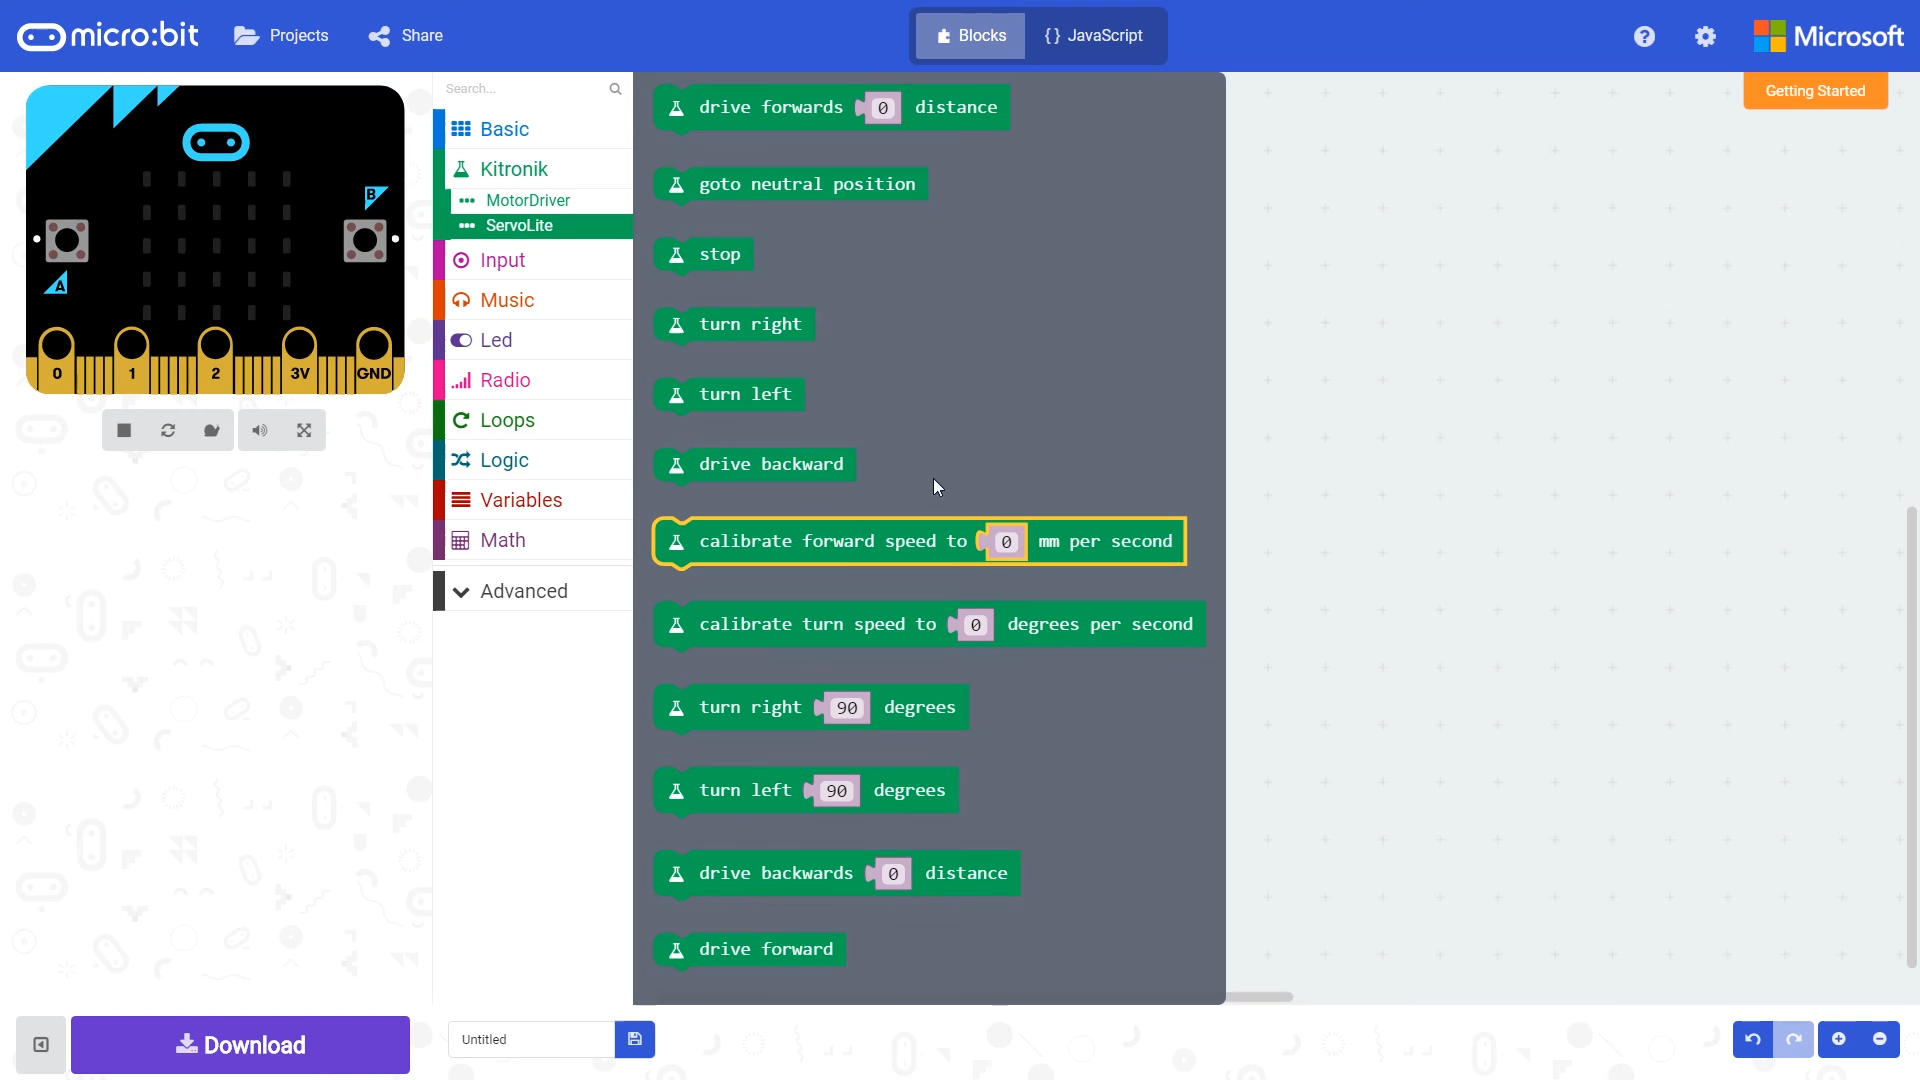 micro:bit
Projects
Share
Blocks
{} JavaScript
?
Microsoft
Getting Started
B
A
0 1 2 3V GND
Search...
Basic
Kitronik
MotorDriver
ServoLite
Input
Music
Led
Radio
Loops
Logic
Variables
Math
Advanced
drive forwards 0 distance
goto neutral position
stop
turn right
turn left
drive backward
calibrate forward speed to 0 mm per second
calibrate turn speed to 0 degrees per second
turn right 90 degrees
turn left 90 degrees
drive backwards 0 distance
drive forward
Download
Untitled